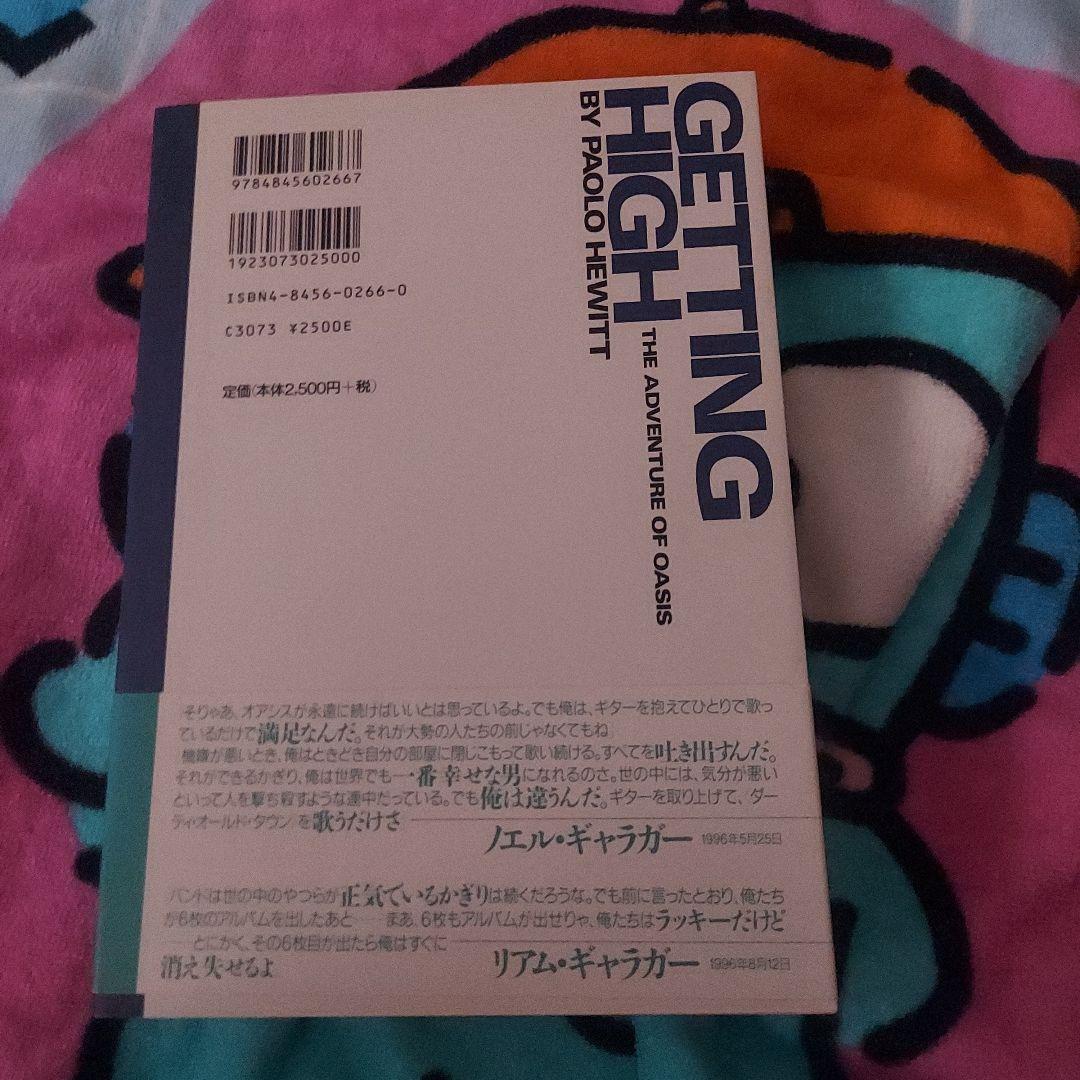 9784845602667
1923073025000
ISBN4-8456-0266-0
C3073 ¥2500E
定価(本体2,500円+税)
GETTING
HIGH
THE ADVENTURE OF OASIS
BY PAOLO HEWITT
そりゃあ、オアシスが永遠に続けばいいとは思っているよ。でも俺は、ギターを抱えてひとりで歌っ
ているだけで満足なんだ。それが大勢の人たちの前じゃなくてもね。
機嫌が悪いとき、俺はときどき自分の部屋に閉じこもって歌い続ける。すべてを吐き出すんだ。
それができるかぎり、俺は世界でも一番幸せな男になれるのさ。世の中には、気分が悪い
といって人を撃ち殺すような連中だっている。でも俺は違うんだ。ギターを取り上げて、ダー
ティ・オールド・タウンを歌うだけさ
ノエル・ギャラガー 1996年5月25日
バンドは世の中のやつらが正気でいるかぎりは続くだろうな。でも前に言ったとおり、俺たち
が6枚のアルバムを出したあと――まあ、6枚もアルバムが出せりゃ、俺たちはラッキーだけど
――とにかく、その6枚目が出たら俺はすぐに
消え失せるよ
リアム・ギャラガー 1996年8月12日